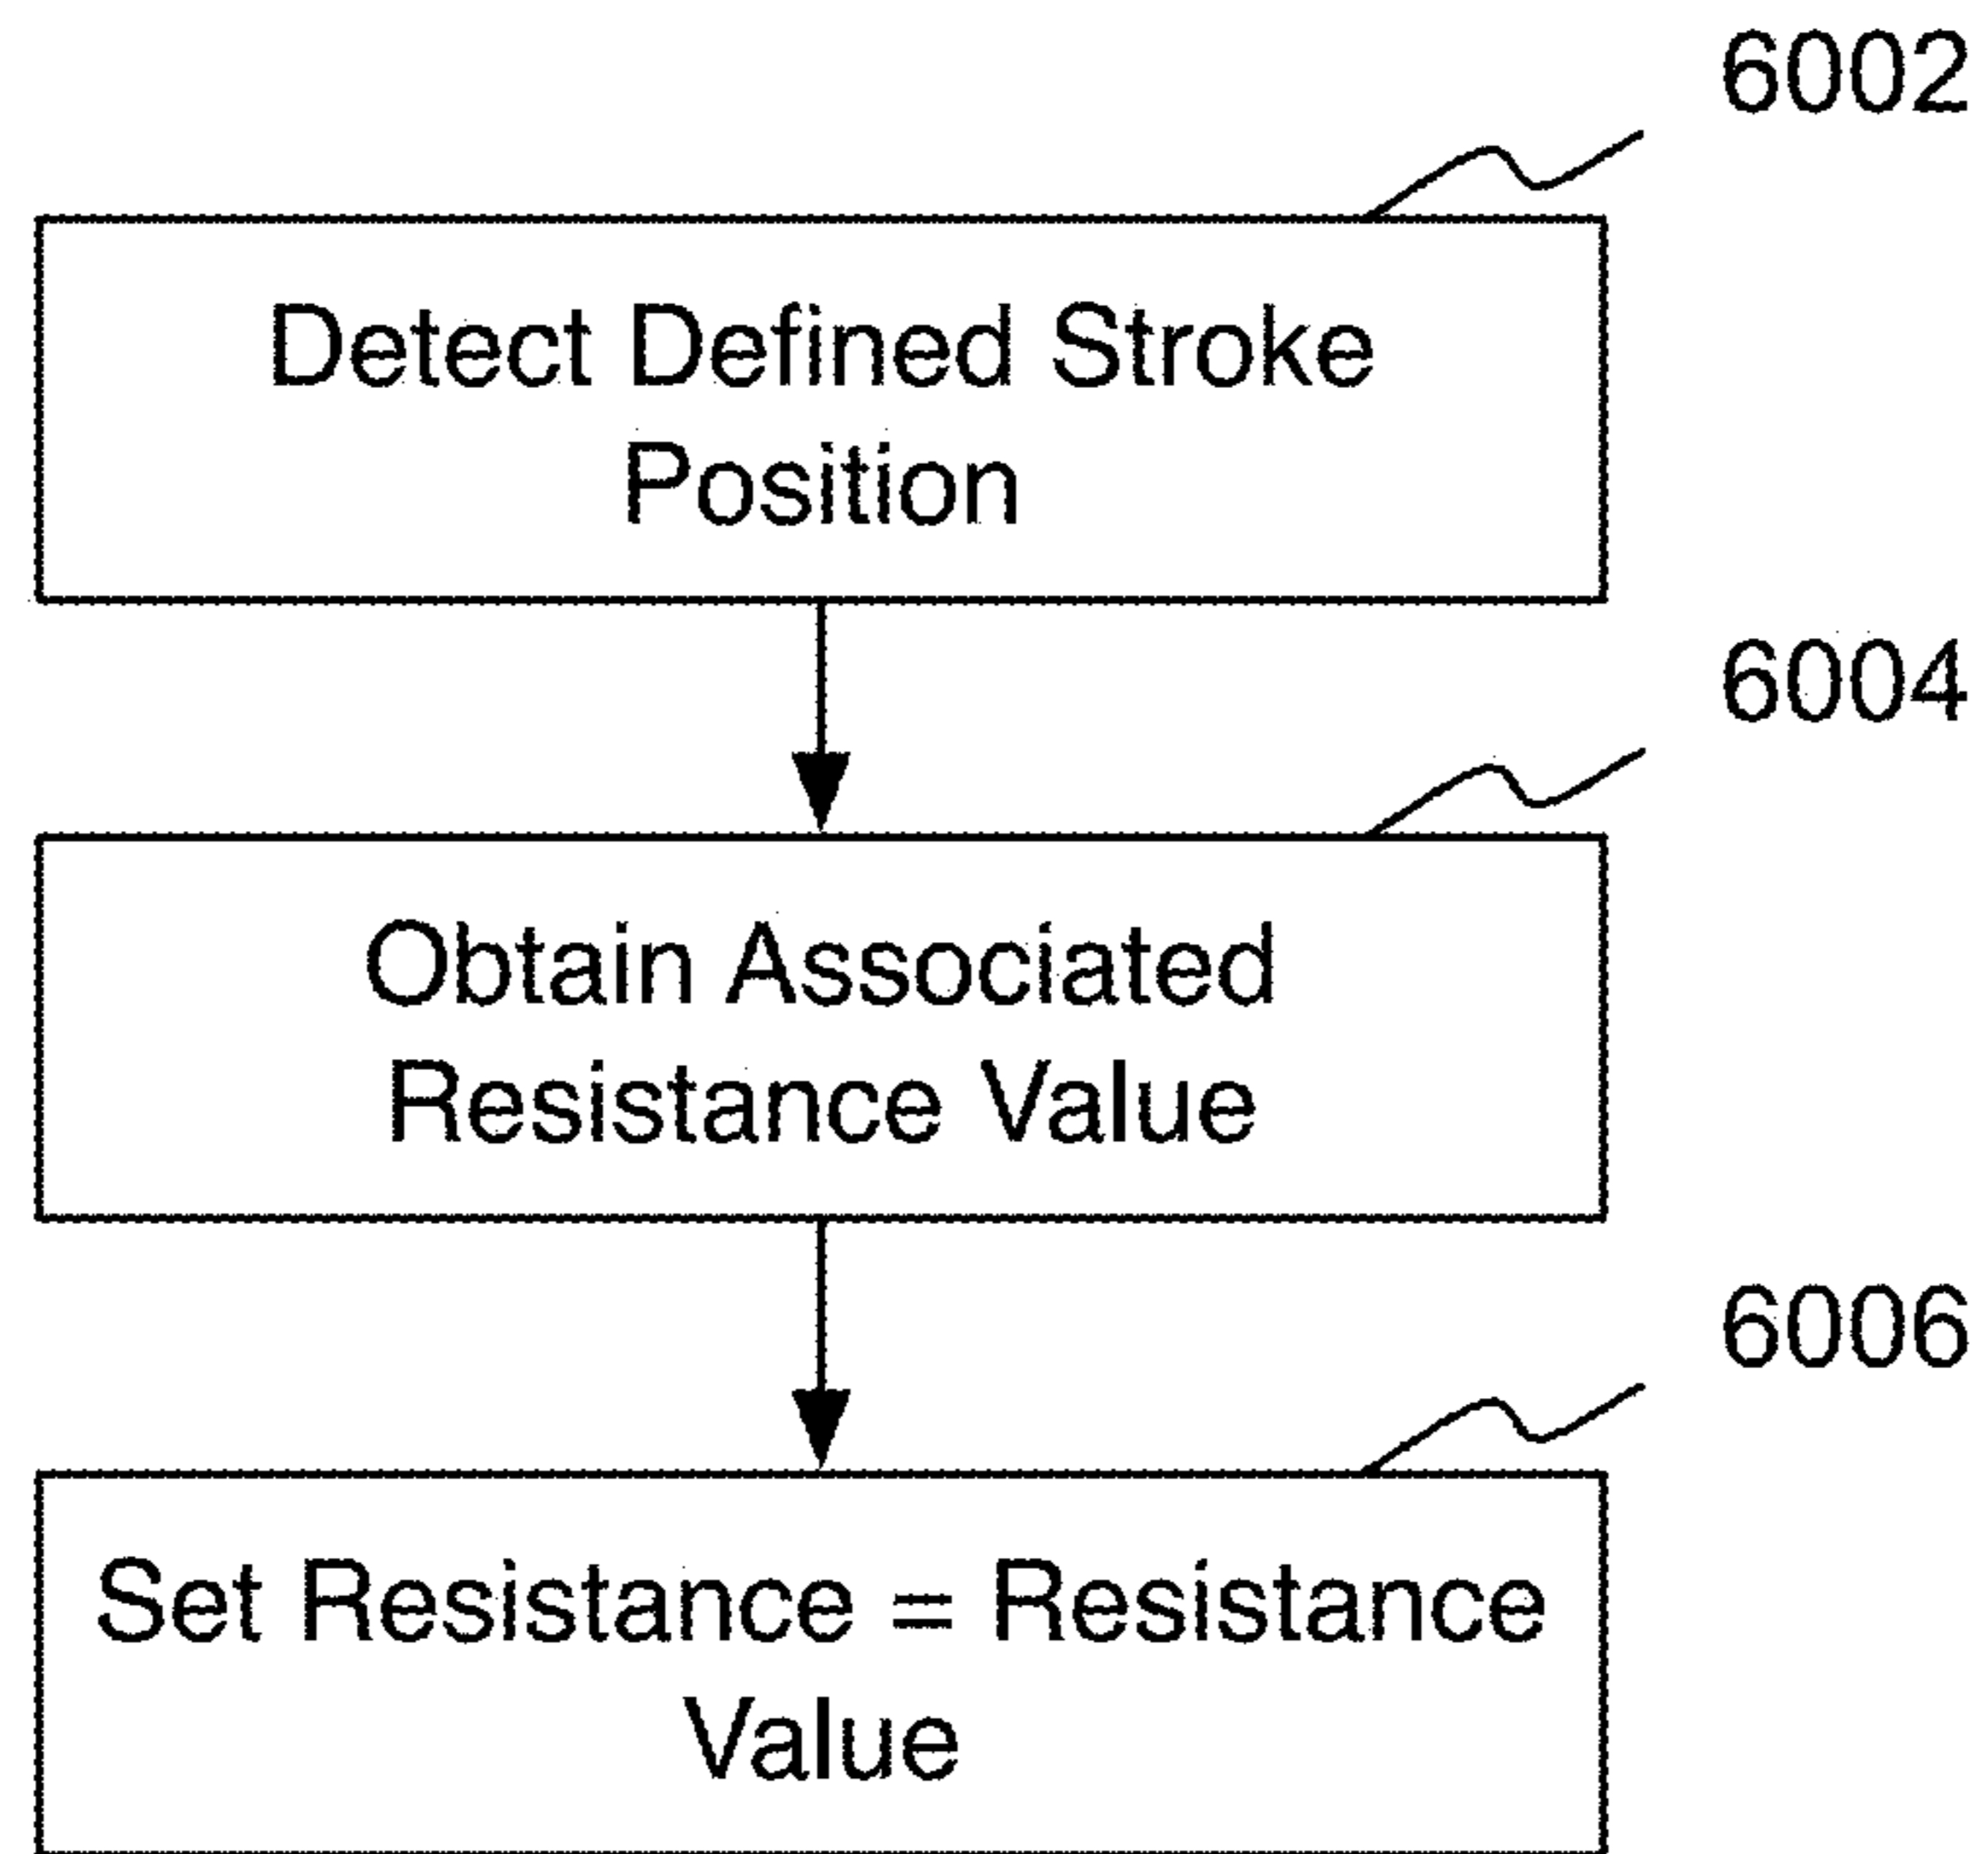 6002
Detect Defined Stroke
Position
6004
Obtain Associated
Resistance Value
6006
Set Resistance = Resistance
Value